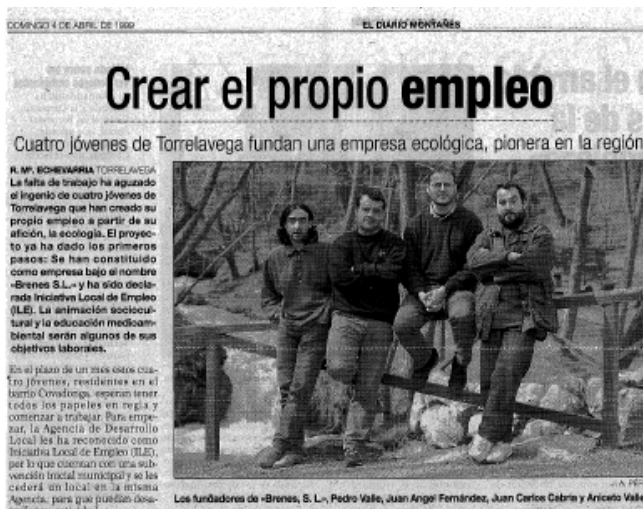 DOMINGO 4 DE ABRIL DE 1999
EL DIARIO MONTAÑÉS
Crear el propio empleo
Cuatro jóvenes de Torrelavega fundan una empresa ecológica, pionera en la región
R. Mª. ECHEVARRIA TORRELAVEGA
La falta de trabajo ha aguzado
el ingenio de cuatro jóvenes de
Torrelavega que han creado su
propio empleo a partir de su
afición, la ecología. El proyec-
to ya ha dado los primeros
pasos: Se han constituido
como empresa bajo el nombre
«Brenes S.L.» y ha sido decla-
rada Iniciativa Local de Empleo
(ILE). La animación sociocul-
tural y la educación medioam-
biental serán algunos de sus
objetivos laborales.
En el plazo de un mes estos cua-
tro jóvenes, residentes en el
barrio Covadonga, esperan tener
todos los papeles en regla y
comenzar a trabajar. Para empe-
zar, la Agencia de Desarrollo
Local les ha reconocido como
Iniciativa Local de Empleo (ILE),
por lo que cuentan con una sub-
vención inicial municipal y se les
cederá un local en la misma
Agencia, para que puedan desa-
Los fundadores de «Brenes, S. L.», Pedro Valle, Juan Angel Fernández, Juan Carlos Cabria y Aniceto Valle